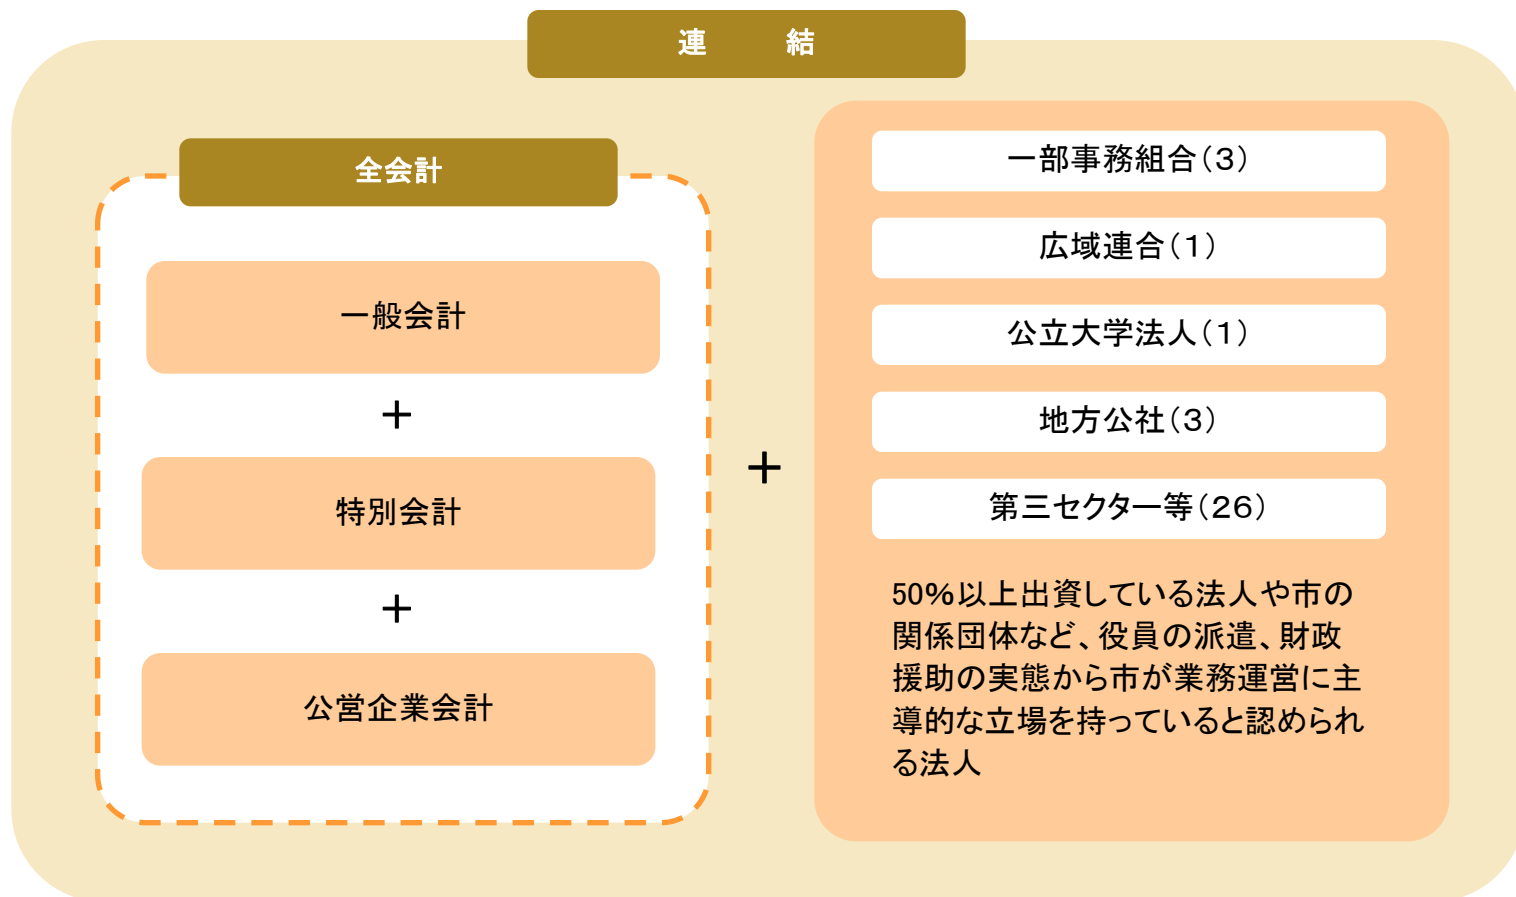 連　　結
全会計
一般会計
＋
特別会計
＋
公営企業会計
＋
一部事務組合（３）
広域連合（１）
公立大学法人（１）
地方公社（３）
第三セクター等（２６）
50％以上出資している法人や市の
関係団体など、役員の派遣、財政
援助の実態から市が業務運営に主
導的な立場を持っていると認められ
る法人